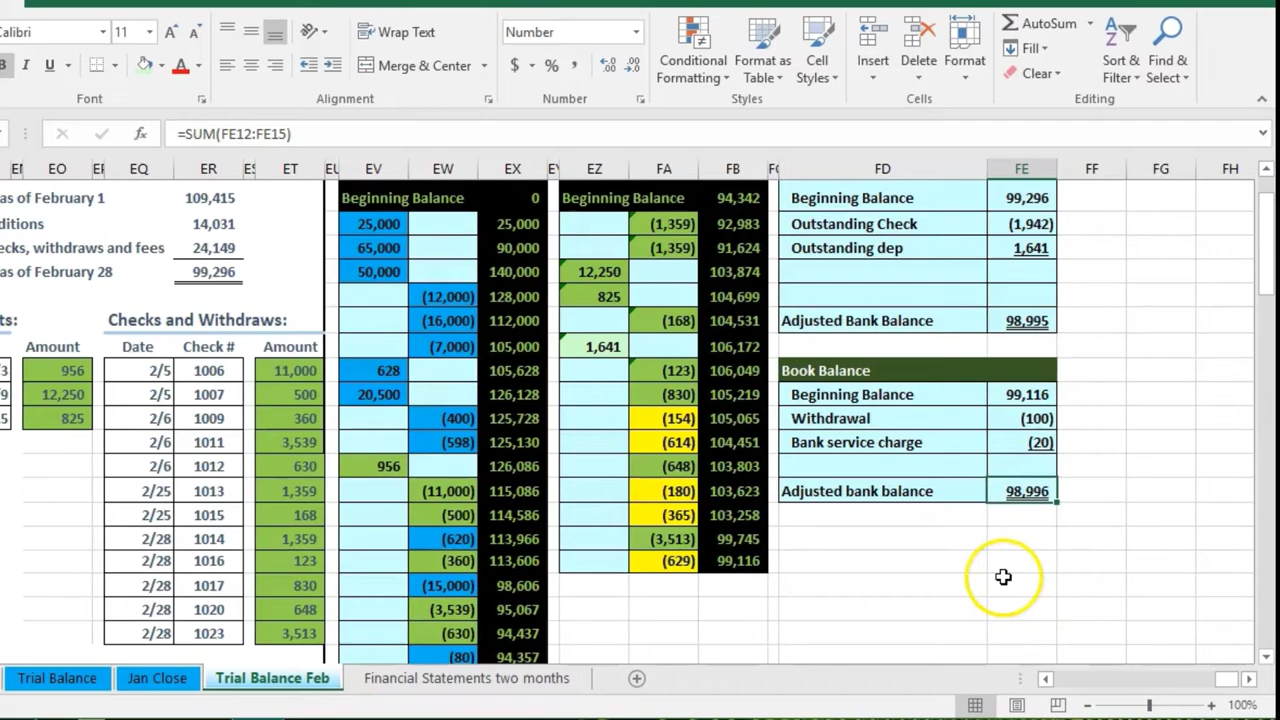 Calibri 11 Wrap Text Number AutoSum
B I U Merge & Center $ % Conditional Formatting Format as Table Cell Styles Insert Delete Format Fill Clear Sort & Filter Find & Select
Font Alignment Number Styles Cells Editing
fx =SUM(FE12:FE15)
EO EQ ER ET EV EW EX EZ FA FB FD FE FF FG FH
as of February 1 109,415 Beginning Balance 0 Beginning Balance 94,342 Beginning Balance 99,296
ditions 14,031 25,000 25,000 (1,359) 92,983 Outstanding Check (1,942)
ecks, withdraws and fees 24,149 65,000 90,000 (1,359) 91,624 Outstanding dep 1,641
as of February 28 99,296 50,000 140,000 12,250 103,874
(12,000) 128,000 825 104,699
ts: Checks and Withdraws: (16,000) 112,000 (168) 104,531 Adjusted Bank Balance 98,995
Amount Date Check # Amount (7,000) 105,000 1,641 106,172
/3 956 2/5 1006 11,000 628 105,628 (123) 106,049 Book Balance
/9 12,250 2/5 1007 500 20,500 126,128 (830) 105,219 Beginning Balance 99,116
15 825 2/6 1009 360 (400) 125,728 (154) 105,065 Withdrawal (100)
2/6 1011 3,539 (598) 125,130 (614) 104,451 Bank service charge (20)
2/6 1012 630 956 126,086 (648) 103,803
2/25 1013 1,359 (11,000) 115,086 (180) 103,623 Adjusted bank balance 98,996
2/25 1015 168 (500) 114,586 (365) 103,258
2/28 1014 1,359 (620) 113,966 (3,513) 99,745
2/28 1016 123 (360) 113,606 (629) 99,116
2/28 1017 830 (15,000) 98,606
2/28 1020 648 (3,539) 95,067
2/28 1023 3,513 (630) 94,437
(80) 94,357
Trial Balance Jan Close Trial Balance Feb Financial Statements two months
100%